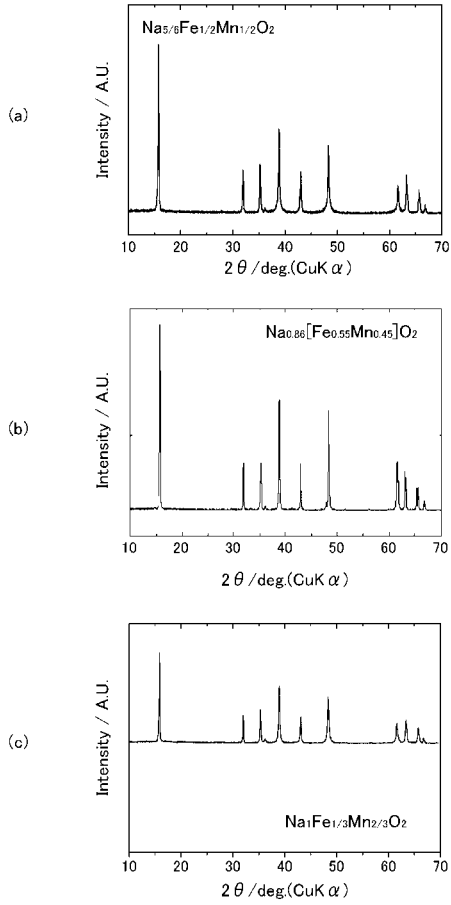 Na5/6Fe1/2Mn1/2O2
(a)
Intensity / A.U.
10 20 30 40 50 60 70
2θ/deg.(CuKα)
Na0.86[Fe0.55Mn0.45]O2
(b)
Intensity / A.U.
10 20 30 40 50 60 70
2θ/deg.(CuKα)
(c)
Intensity / A.U.
Na1Fe1/3Mn2/3O2
10 20 30 40 50 60 70
2θ/deg.(CuKα)